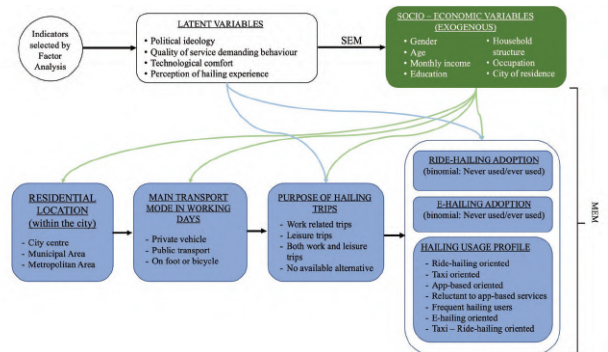 Indicators
selected by
Factor
Analysis
LATENT VARIABLES
• Political ideology
• Quality of service demanding behaviour
• Technological comfort
• Perception of hailing experience
SEM
SOCIO – ECONOMIC VARIABLES
(EXOGENOUS)
• Gender
• Age
• Monthly income
• Education
• Household
structure
• Occupation
• City of residence
RESIDENTIAL
LOCATION
(within the city)
- City centre
- Municipal Area
- Metropolitan Area
MAIN TRANSPORT
MODE IN WORKING
DAYS
- Private vehicle
- Public transport
- On foot or bicycle
PURPOSE OF HAILING
TRIPS
- Work related trips
- Leisure trips
- Both work and leisure
trips
- No available alternative
RIDE-HAILING ADOPTION
(binomial: Never used/ever used)
E-HAILING ADOPTION
(binomial: Never used/ever used)
HAILING USAGE PROFILE
- Ride-hailing oriented
- Taxi oriented
- App-based oriented
- Reluctant to app-based services
- Frequent hailing users
- E-hailing oriented
- Taxi – Ride-hailing oriented
MEM